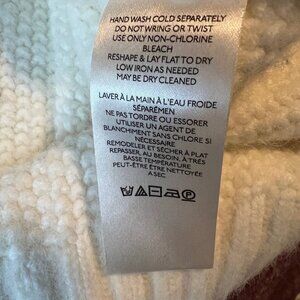 HAND WASH COLD SEPARATELY
DO NOT WRING OR TWIST
USE ONLY NON-CHLORINE
BLEACH
RESHAPE & LAY FLAT TO DRY
LOW IRON AS NEEDED
MAY BE DRY CLEANED
LAVER À LA MAIN À L'EAU FROIDE
SÉPARÉMEN
NE PAS TORDRE OU ESSORER
UTILISER UN AGENT DE
BLANCHIMENT SANS CHLORE SI
NÉCESSAIRE
REMODELER ET SÉCHER À PLAT
REPASSER, AU BESOIN, À TRÈS
BASSE TEMPÉRATURE
PEUT-ÊTRE ÊTRE NETTOYÉE
A SEC